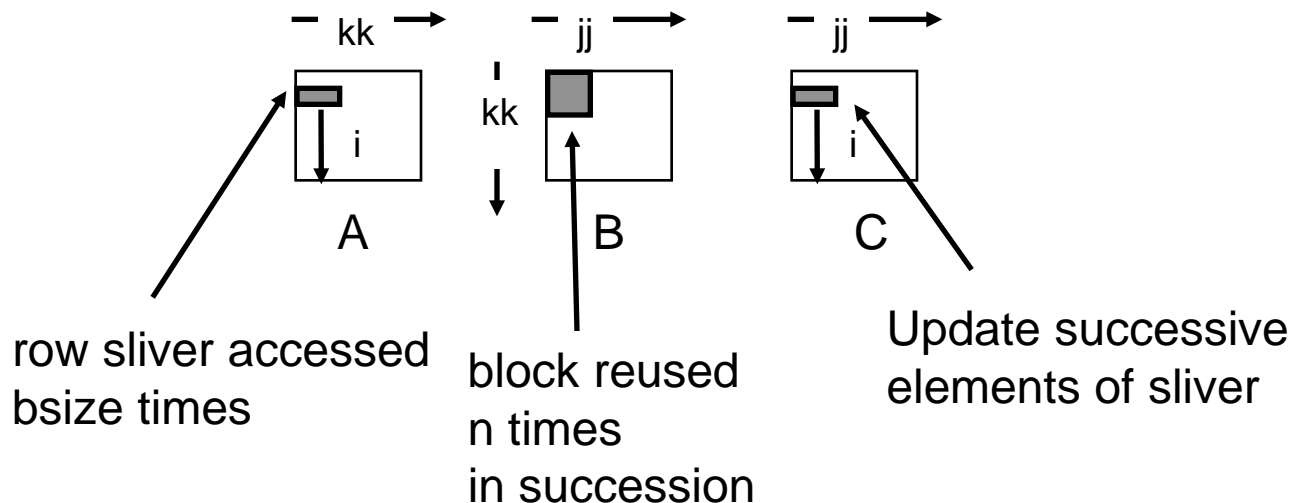 kk
jj
jj
kk
i
i
A
B
C
row sliver accessed
bsize times
block reused
n times
in succession
Update successive
elements of sliver